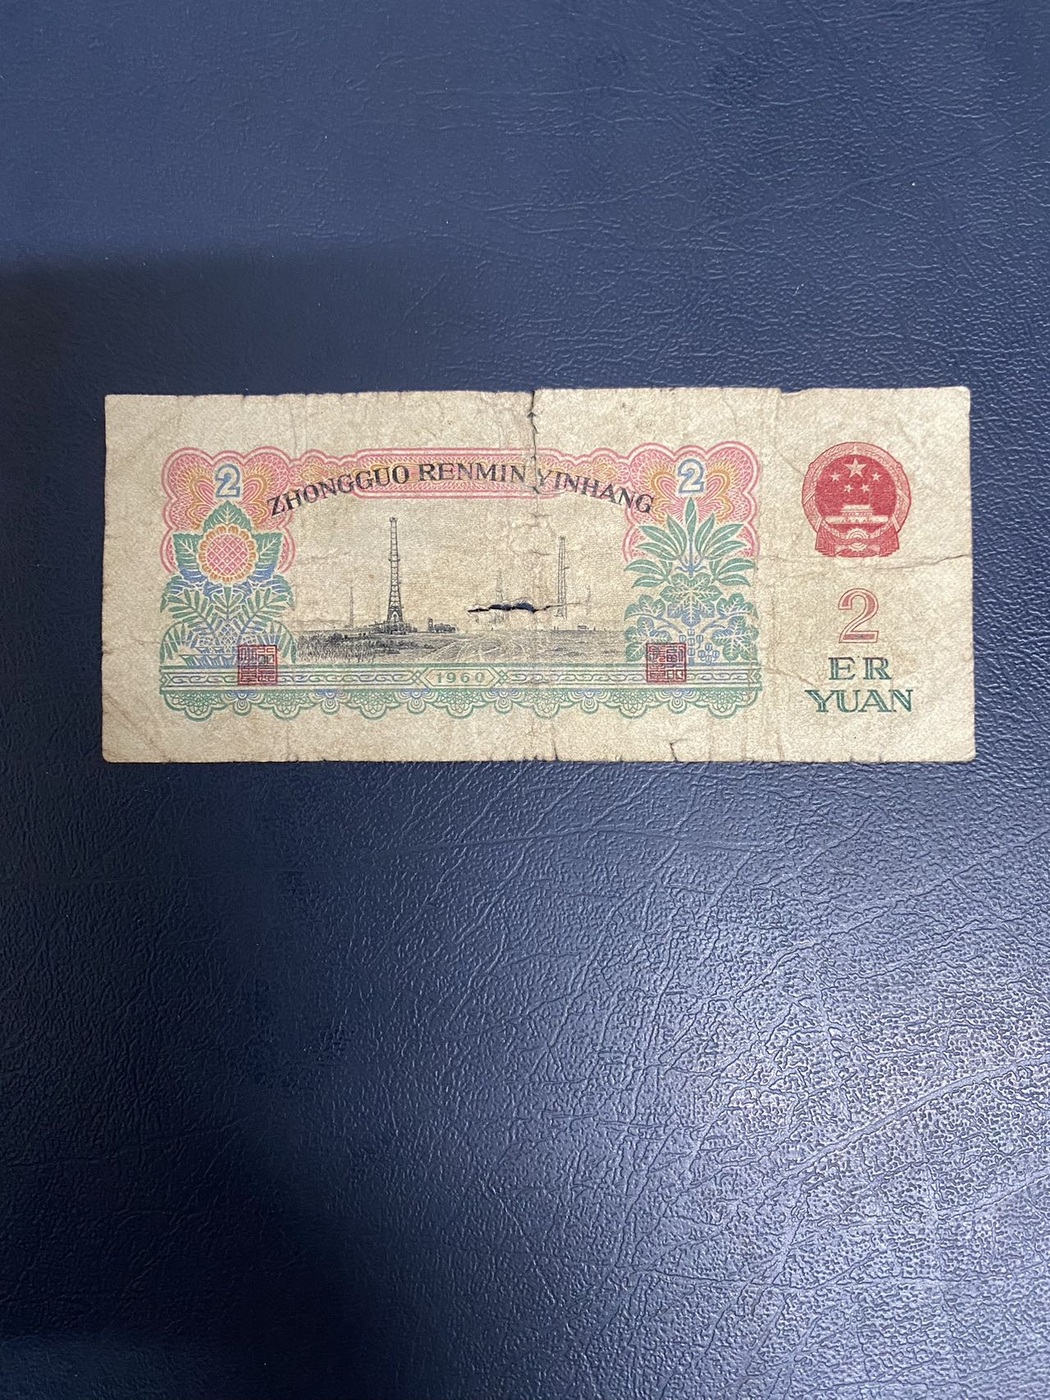 ZHONGGUO RENMIN YINHANG
2
2
1960
2
ER
YUAN